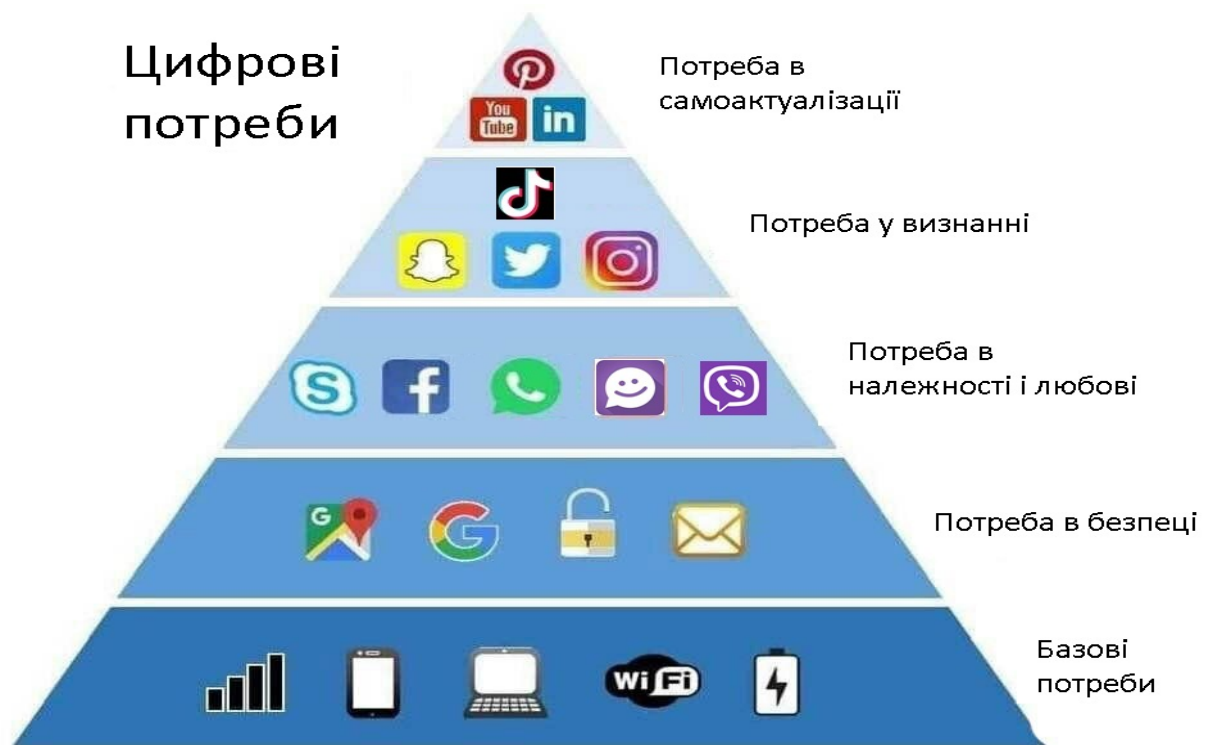 Цифрові
потреби
Потреба в
самоактуалізації
You
Tube
in
Потреба у визнанні
Потреба в
належності і любові
G
Потреба в безпеці
Wi Fi
Базові
потреби